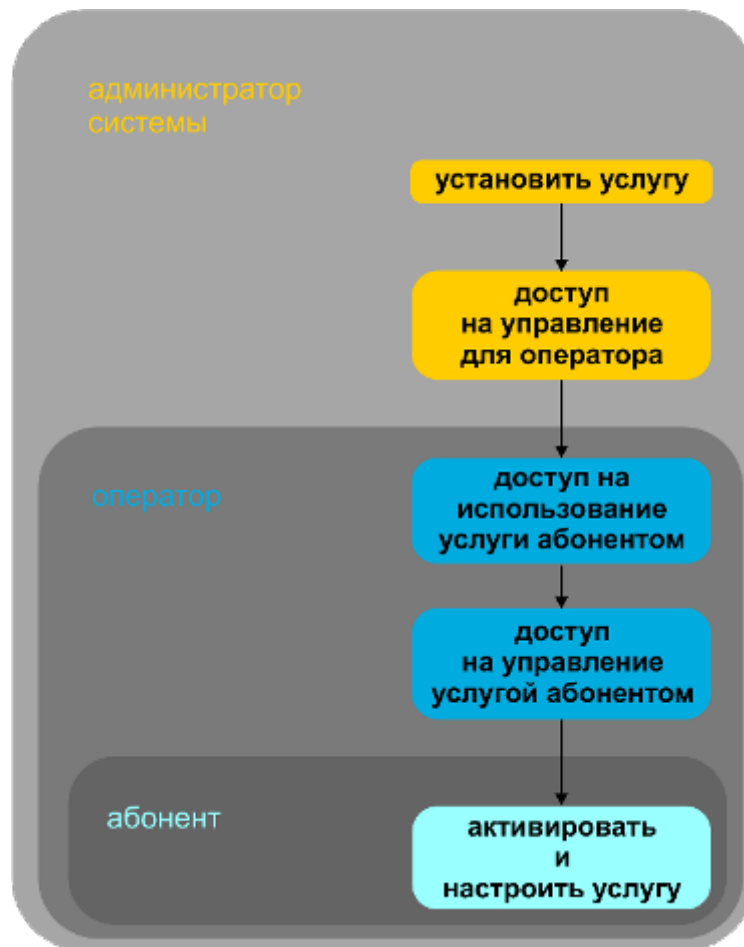 администратор
системы
установить услугу
доступ
на управление
для оператора
оператор
доступ на
использование
услуги абонентом
доступ
на управление
услугой абонентом
абонент
активировать
и
настроить услугу